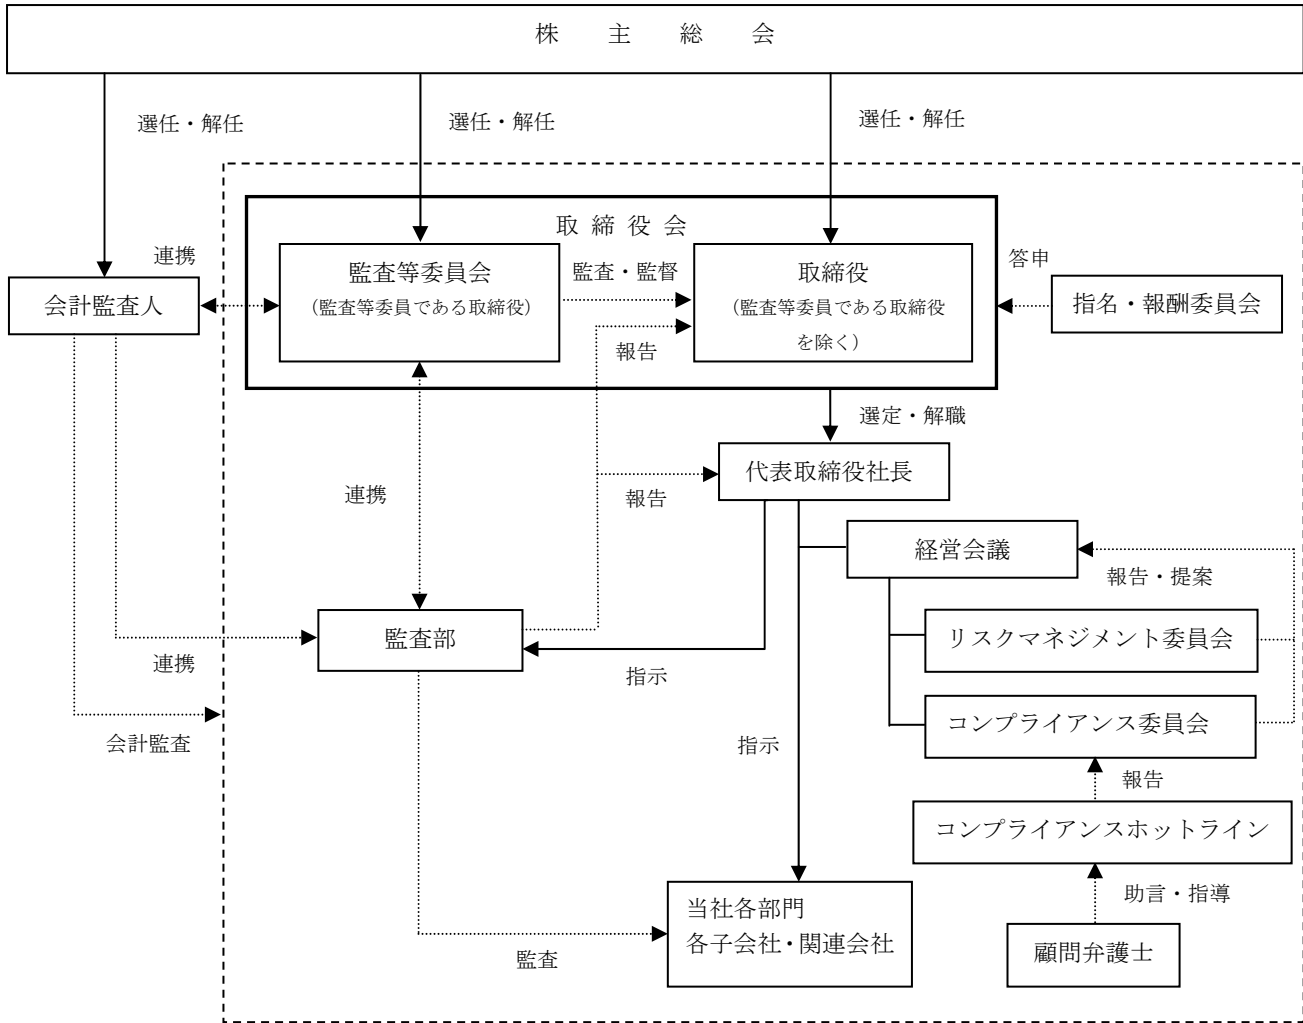 株主総会
選任・解任
選任・解任
選任・解任
取締役会
連携
監査等委員会
(監査等委員である取締役)
監査・監督
取締役
(監査等委員である取締役
を除く)
答申
会計監査人
指名・報酬委員会
報告
選定・解職
代表取締役社長
連携
報告
経営会議
報告・提案
監査部
リスクマネジメント委員会
連携
指示
コンプライアンス委員会
会計監査
指示
報告
コンプライアンスホットライン
助言・指導
当社各部門
各子会社・関連会社
顧問弁護士
監査